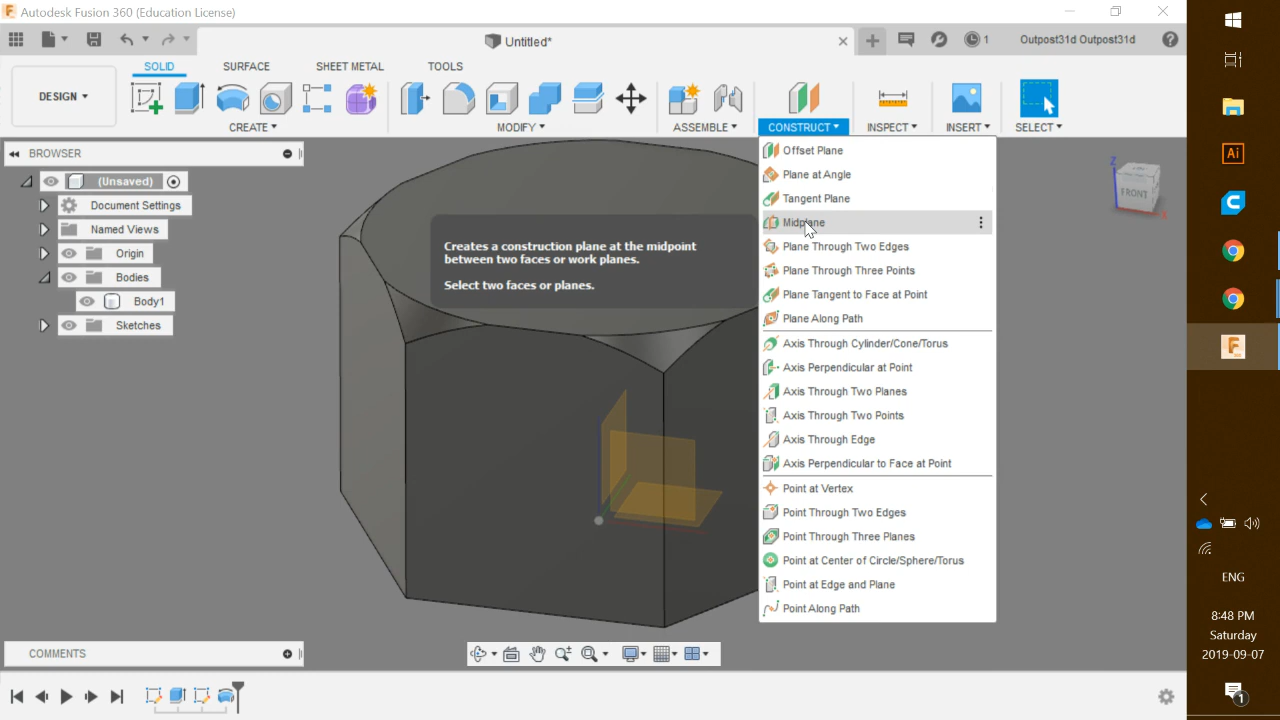 Autodesk Fusion 360 (Education License)
Untitled*
1
Outpost31d Outpost31d
DESIGN
SOLID
SURFACE
SHEET METAL
TOOLS
CREATE
MODIFY
ASSEMBLE
CONSTRUCT
INSPECT
INSERT
SELECT
BROWSER
(Unsaved)
Document Settings
Named Views
Origin
Bodies
Body1
Sketches
Creates a construction plane at the midpoint
between two faces or work planes.
Select two faces or planes.
Offset Plane
Plane at Angle
Tangent Plane
Midplane
Plane Through Two Edges
Plane Through Three Points
Plane Tangent to Face at Point
Plane Along Path
Axis Through Cylinder/Cone/Torus
Axis Perpendicular at Point
Axis Through Two Planes
Axis Through Two Points
Axis Through Edge
Axis Perpendicular to Face at Point
Point at Vertex
Point Through Two Edges
Point Through Three Planes
Point at Center of Circle/Sphere/Torus
Point at Edge and Plane
Point Along Path
Z
FRONT
X
COMMENTS
Ai
C
F
ENG
8:48 PM
Saturday
2019-09-07
1